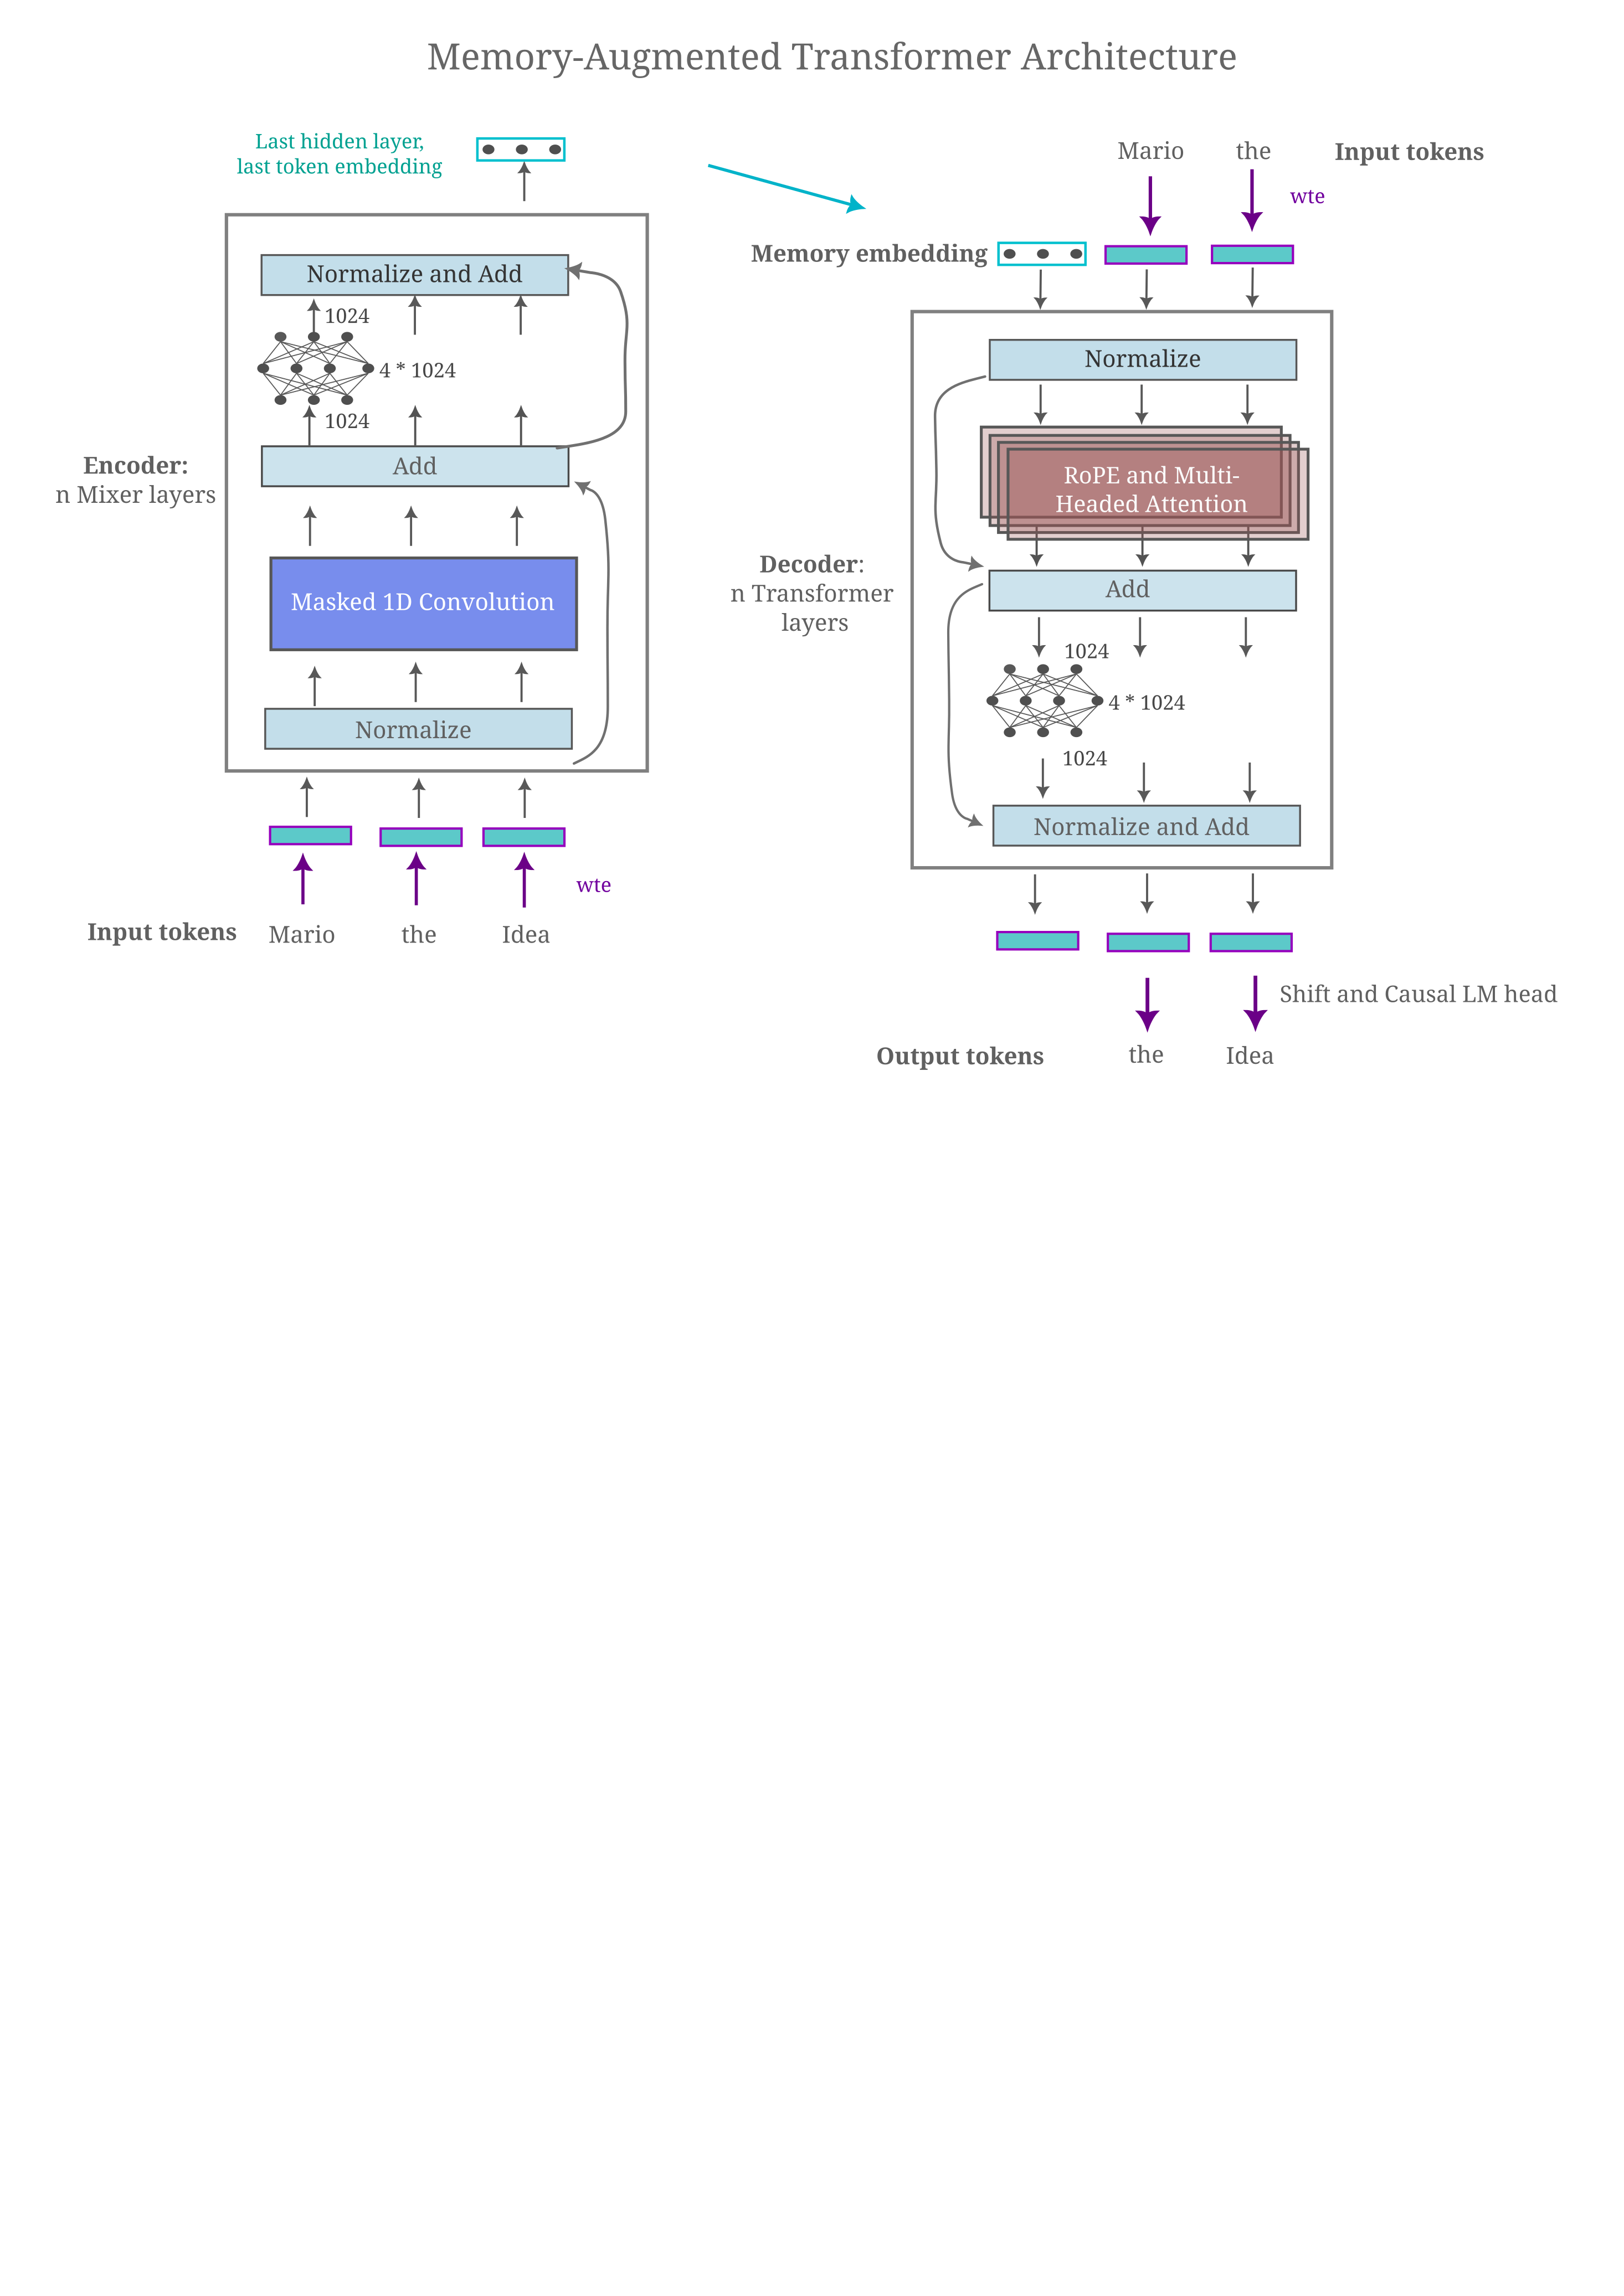 Memory-Augmented Transformer Architecture
Last hidden layer,
last token embedding
Normalize and Add
1024
4 * 1024
1024
Add
Encoder:
n Mixer layers
Masked 1D Convolution
Normalize
wte
Input tokens
Mario
the
Idea
Mario
the
Input tokens
wte
Memory embedding
Normalize
RoPE and Multi-
Headed Attention
Decoder:
n Transformer
layers
Add
1024
4 * 1024
1024
Normalize and Add
Shift and Causal LM head
Output tokens
the
Idea